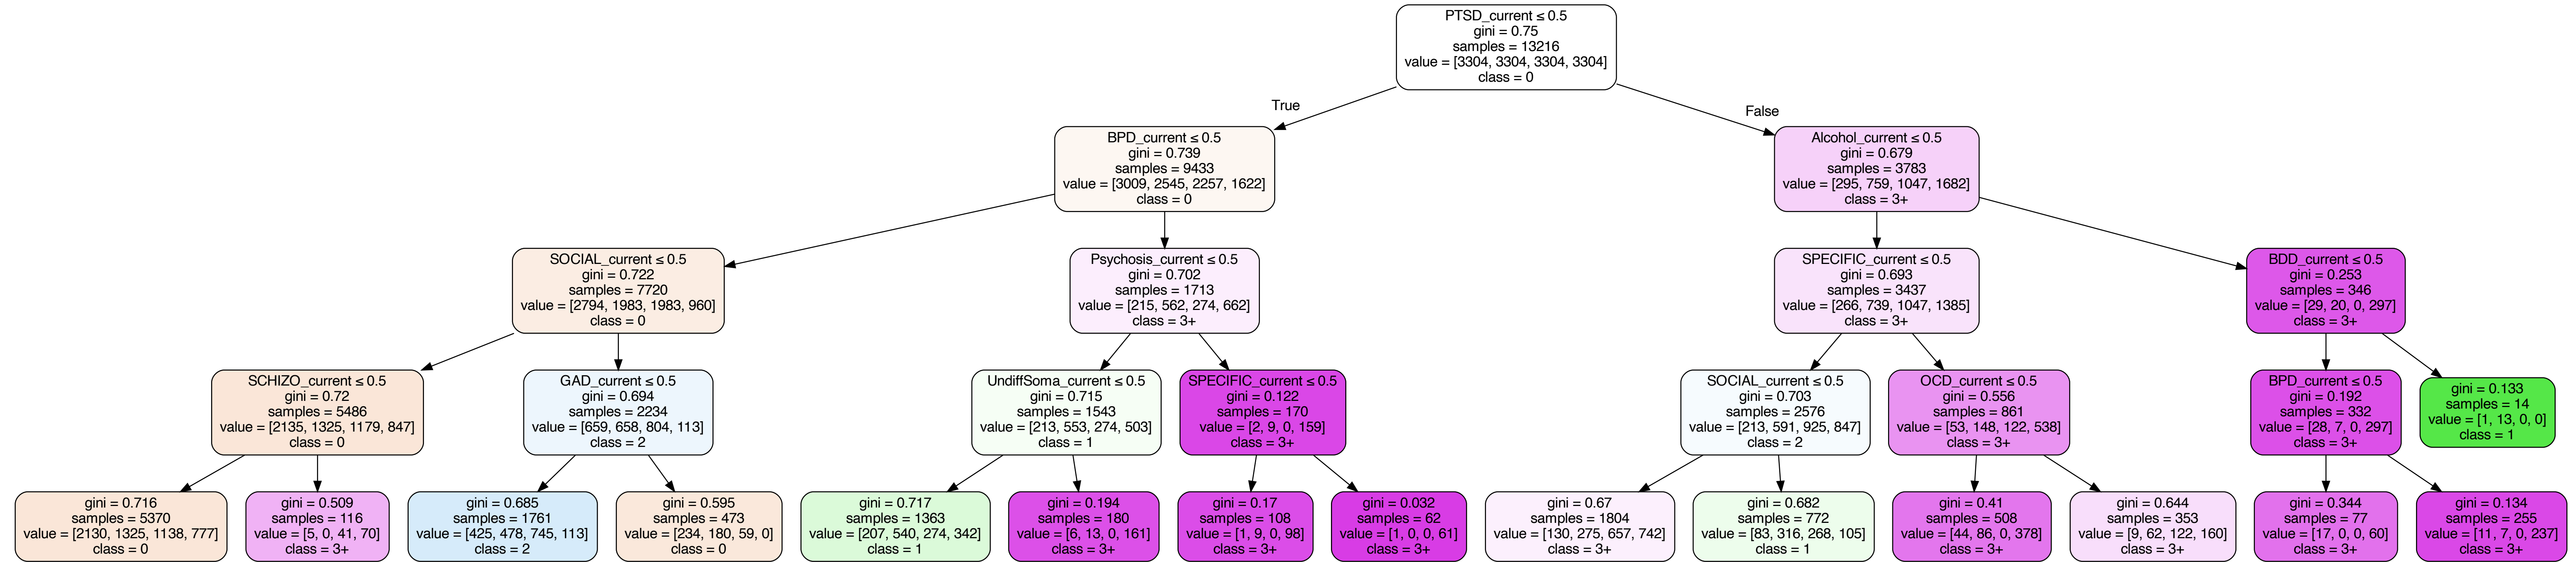 PTSD_current ≤ 0.5
gini = 0.75
samples = 13216
value = [3304, 3304, 3304, 3304]
class = 0
True
False
BPD_current ≤ 0.5
gini = 0.739
samples = 9433
value = [3009, 2545, 2257, 1622]
class = 0
Alcohol_current ≤ 0.5
gini = 0.679
samples = 3783
value = [295, 759, 1047, 1682]
class = 3+
SOCIAL_current ≤ 0.5
gini = 0.722
samples = 7720
value = [2794, 1983, 1983, 960]
class = 0
Psychosis_current ≤ 0.5
gini = 0.702
samples = 1713
value = [215, 562, 274, 662]
class = 3+
SPECIFIC_current ≤ 0.5
gini = 0.693
samples = 3437
value = [266, 739, 1047, 1385]
class = 3+
BDD_current ≤ 0.5
gini = 0.253
samples = 346
value = [29, 20, 0, 297]
class = 3+
SCHIZO_current ≤ 0.5
gini = 0.72
samples = 5486
value = [2135, 1325, 1179, 847]
class = 0
GAD_current ≤ 0.5
gini = 0.694
samples = 2234
value = [659, 658, 804, 113]
class = 2
UndiffSoma_current ≤ 0.5
gini = 0.715
samples = 1543
value = [213, 553, 274, 503]
class = 1
SPECIFIC_current ≤ 0.5
gini = 0.122
samples = 170
value = [2, 9, 0, 159]
class = 3+
SOCIAL_current ≤ 0.5
gini = 0.703
samples = 2576
value = [213, 591, 925, 847]
class = 2
OCD_current ≤ 0.5
gini = 0.556
samples = 861
value = [53, 148, 122, 538]
class = 3+
BPD_current ≤ 0.5
gini = 0.192
samples = 332
value = [28, 7, 0, 297]
class = 3+
gini = 0.133
samples = 14
value = [1, 13, 0, 0]
class = 1
gini = 0.716
samples = 5370
value = [2130, 1325, 1138, 777]
class = 0
gini = 0.509
samples = 116
value = [5, 0, 41, 70]
class = 3+
gini = 0.685
samples = 1761
value = [425, 478, 745, 113]
class = 2
gini = 0.595
samples = 473
value = [234, 180, 59, 0]
class = 0
gini = 0.717
samples = 1363
value = [207, 540, 274, 342]
class = 1
gini = 0.194
samples = 180
value = [6, 13, 0, 161]
class = 3+
gini = 0.17
samples = 108
value = [1, 9, 0, 98]
class = 3+
gini = 0.032
samples = 62
value = [1, 0, 0, 61]
class = 3+
gini = 0.67
samples = 1804
value = [130, 275, 657, 742]
class = 3+
gini = 0.682
samples = 772
value = [83, 316, 268, 105]
class = 1
gini = 0.41
samples = 508
value = [44, 86, 0, 378]
class = 3+
gini = 0.644
samples = 353
value = [9, 62, 122, 160]
class = 3+
gini = 0.344
samples = 77
value = [17, 0, 0, 60]
class = 3+
gini = 0.134
samples = 255
value = [11, 7, 0, 237]
class = 3+